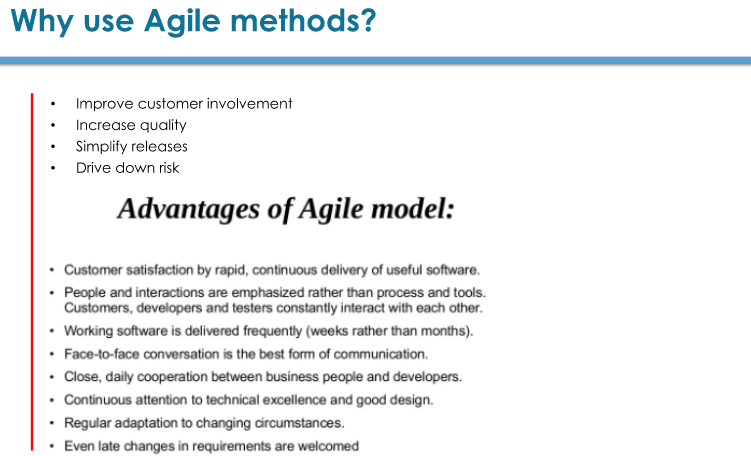 Why use Agile methods?
• Improve customer involvement
• Increase quality
• Simplify releases
• Drive down risk
Advantages of Agile model:
• Customer satisfaction by rapid, continuous delivery of useful software.
• People and interactions are emphasized rather than process and tools.
Customers, developers and testers constantly interact with each other.
• Working software is delivered frequently (weeks rather than months).
• Face-to-face conversation is the best form of communication.
• Close, daily cooperation between business people and developers.
• Continuous attention to technical excellence and good design.
• Regular adaptation to changing circumstances.
• Even late changes in requirements are welcomed